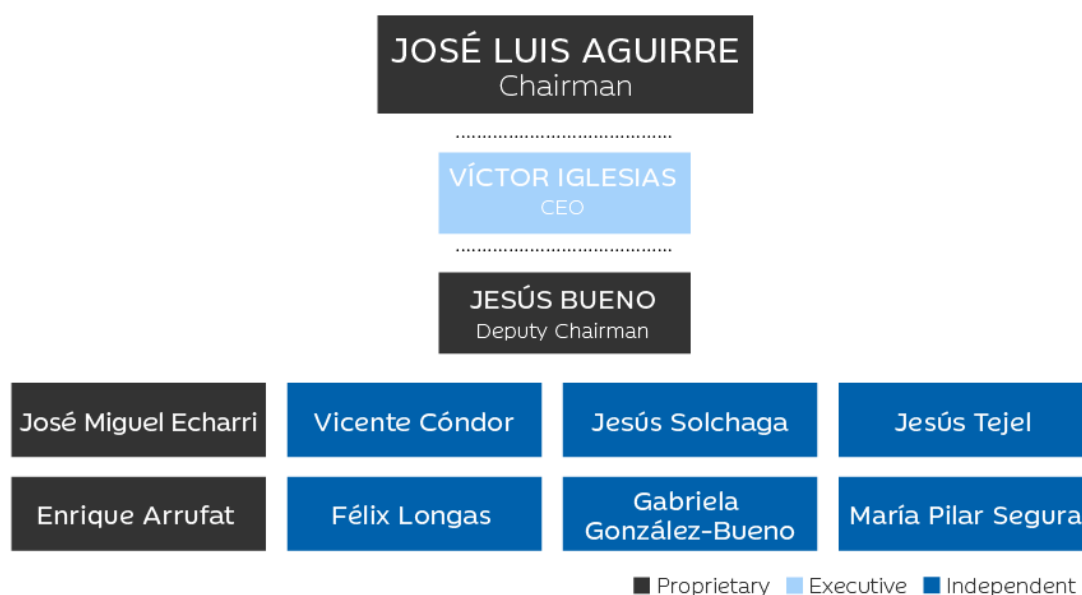 JOSÉ LUIS AGUIRRE
Chairman
VÍCTOR IGLESIAS
CEO
JESÚS BUENO
Deputy Chairman
José Miguel Echarri
Vicente Cóndor
Jesús Solchaga
Jesús Tejel
Enrique Arrufat
Félix Longas
Gabriela
González-Bueno
María Pilar Segura
Proprietary
Executive
Independent